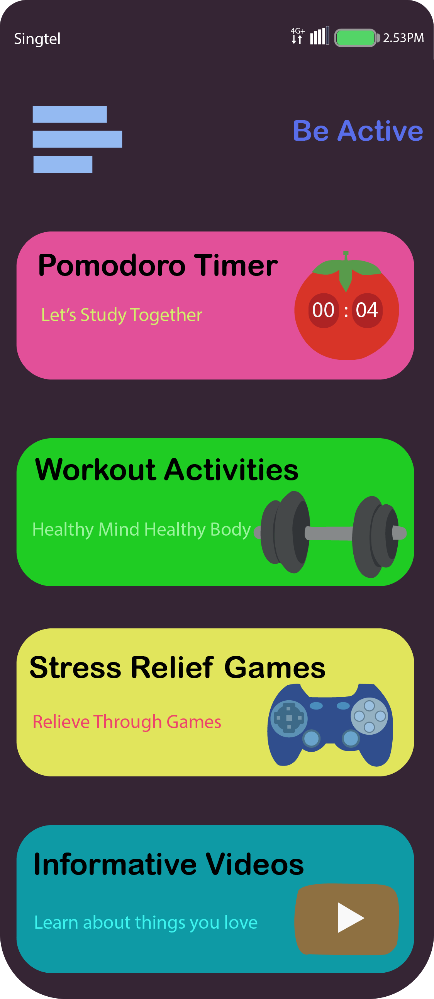 Singtel
4G+
2.53PM
Be Active
Pomodoro Timer
Let’s Study Together
00 : 04
Workout Activities
Healthy Mind Healthy Body
Stress Relief Games
Relieve Through Games
Informative Videos
Learn about things you love